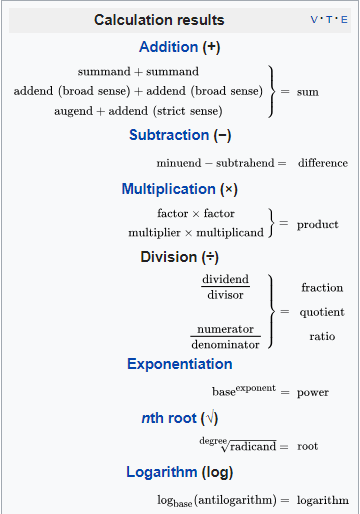 Calculation results V·T·E
Addition (+)
summand + summand
addend (broad sense) + addend (broad sense)
augend + addend (strict sense)
} = sum
Subtraction (−)
minuend − subtrahend = difference
Multiplication (×)
factor × factor
multiplier × multiplicand
} = product
Division (÷)
dividend
divisor
numerator
denominator
} =
fraction
quotient
ratio
Exponentiation
base^exponent = power
nth root (√)
degree√radicand = root
Logarithm (log)
log_base(antilogarithm) = logarithm